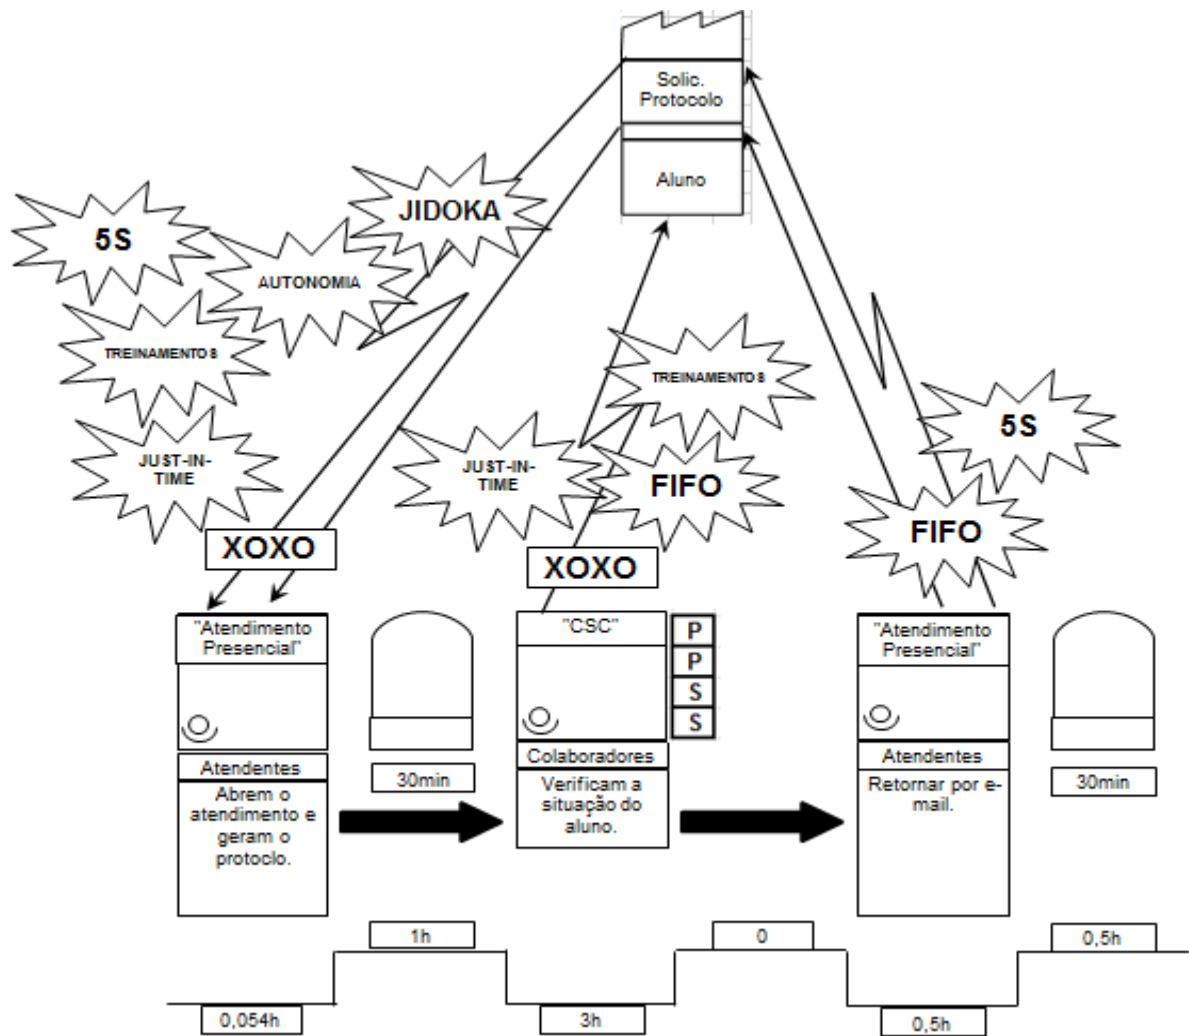 Solic.
Protocolo
Aluno
JIDOKA
5S
AUTONOMIA
TREINAMENTOS
JUST-IN-
TIME
TREINAMENTOS
JUST-IN-
TIME
FIFO
5S
FIFO
XOXO
XOXO
"Atendimento
Presencial"
Atendentes
Abrem o
atendimento e
geram o
protoclo.
30min
"CSC"
P
P
S
S
Colaboradores
Verificam a
situação do
aluno.
"Atendimento
Presencial"
Atendentes
Retornar por e-
mail.
30min
1h
0
0,5h
0,054h
3h
0,5h